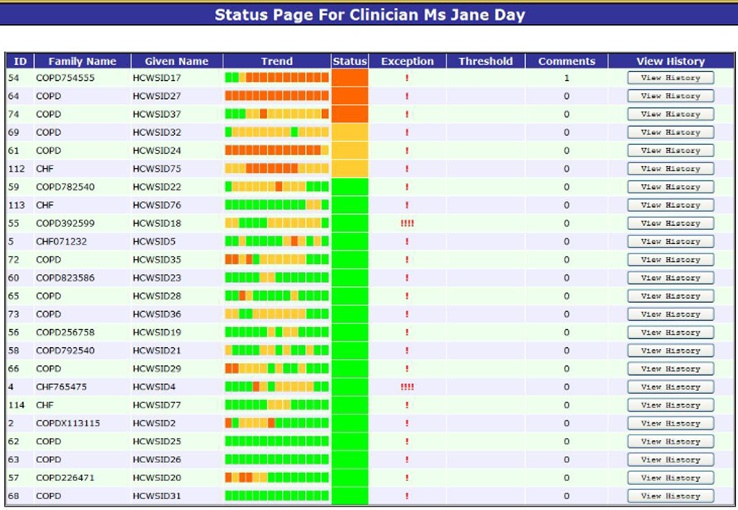 Status Page For Clinician Ms Jane Day
ID Family Name Given Name Trend Status Exception Threshold Comments View History
54 COPD754555 HCWSID17 ! 1 View History
64 COPD HCWSID27 ! 0 View History
74 COPD HCWSID37 ! 0 View History
69 COPD HCWSID32 ! 0 View History
61 COPD HCWSID24 ! 0 View History
112 CHF HCWSID75 ! 0 View History
59 COPD782540 HCWSID22 ! 0 View History
113 CHF HCWSID76 ! 0 View History
55 COPD392599 HCWSID18 !!!! 0 View History
5 CHF071232 HCWSID5 ! 0 View History
72 COPD HCWSID35 ! 0 View History
60 COPD823586 HCWSID23 ! 0 View History
65 COPD HCWSID28 ! 0 View History
73 COPD HCWSID36 ! 0 View History
56 COPD256758 HCWSID19 ! 0 View History
58 COPD792540 HCWSID21 ! 0 View History
66 COPD HCWSID29 ! 0 View History
4 CHF765475 HCWSID4 !!!! 0 View History
114 CHF HCWSID77 ! 0 View History
2 COPDX113115 HCWSID2 ! 0 View History
62 COPD HCWSID25 ! 0 View History
63 COPD HCWSID26 ! 0 View History
57 COPD226471 HCWSID20 ! 0 View History
68 COPD HCWSID31 ! 0 View History